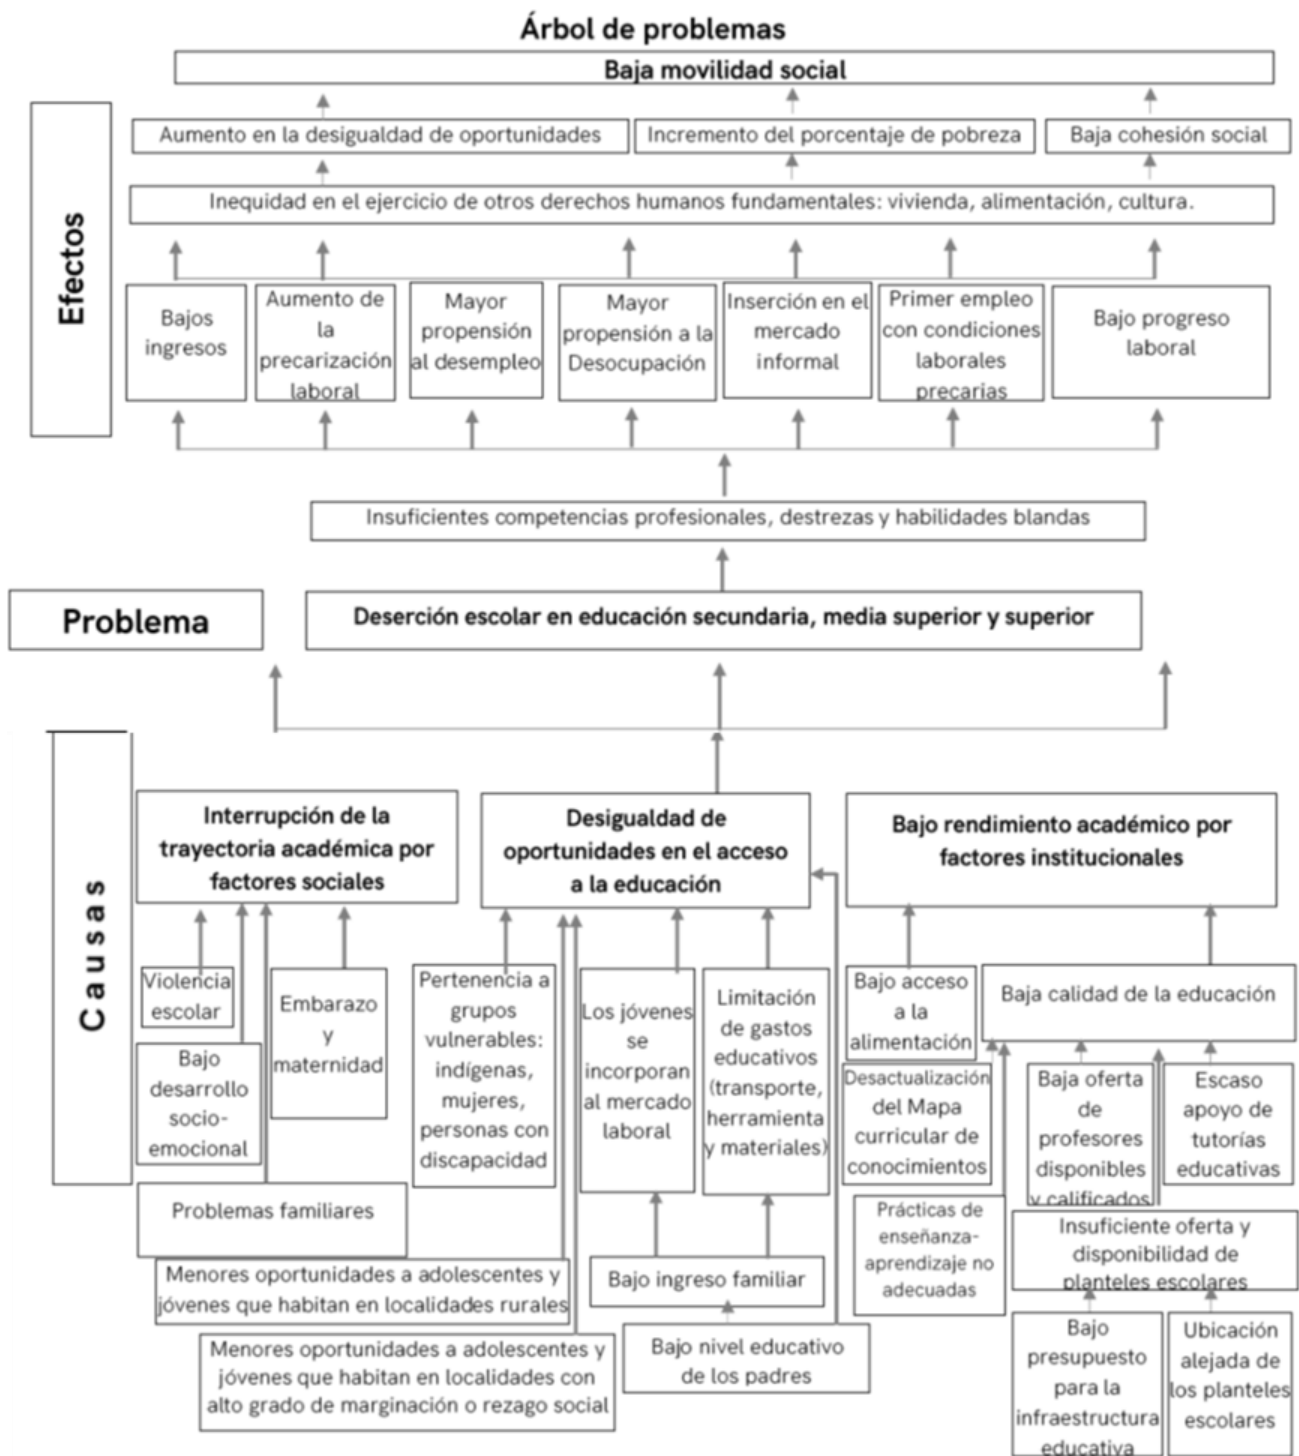 Árbol de problemas
Baja movilidad social
Efectos
Aumento en la desigualdad de oportunidades
Incremento del porcentaje de pobreza
Baja cohesión social
Inequidad en el ejercicio de otros derechos humanos fundamentales: vivienda, alimentación, cultura.
Bajos
ingresos
Aumento de
la
precarización
laboral
Mayor
propensión
al desempleo
Mayor
propensión a la
Desocupación
Inserción en el
mercado
informal
Primer empleo
con condiciones
laborales
precarias
Bajo progreso
laboral
Insuficientes competencias profesionales, destrezas y habilidades blandas
Problema
Deserción escolar en educación secundaria, media superior y superior
Causas
Interrupción de la
trayectoria académica por
factores sociales
Desigualdad de
oportunidades en el acceso
a la educación
Bajo rendimiento académico por
factores institucionales
Violencia
escolar
Embarazo
y
maternidad
Bajo
desarrollo
socio-
emocional
Problemas familiares
Pertenencia a
grupos
vulnerables:
indígenas,
mujeres,
personas con
discapacidad
Los jóvenes
se
incorporan
al mercado
laboral
Limitación
de gastos
educativos
(transporte,
herramienta
y materiales)
Menores oportunidades a adolescentes y
jóvenes que habitan en localidades rurales
Menores oportunidades a adolescentes y
jóvenes que habitan en localidades con
alto grado de marginación o rezago social
Bajo ingreso familiar
Bajo nivel educativo
de los padres
Bajo acceso
a la
alimentación
Baja calidad de la educación
Desactualización
del Mapa
curricular de
conocimientos
Baja oferta
de
profesores
disponibles
y calificados
Escaso
apoyo de
tutorías
educativas
Prácticas de
enseñanza-
aprendizaje no
adecuadas
Insuficiente oferta y
disponibilidad de
planteles escolares
Bajo
presupuesto
para la
infraestructura
educativa
Ubicación
alejada de
los planteles
escolares